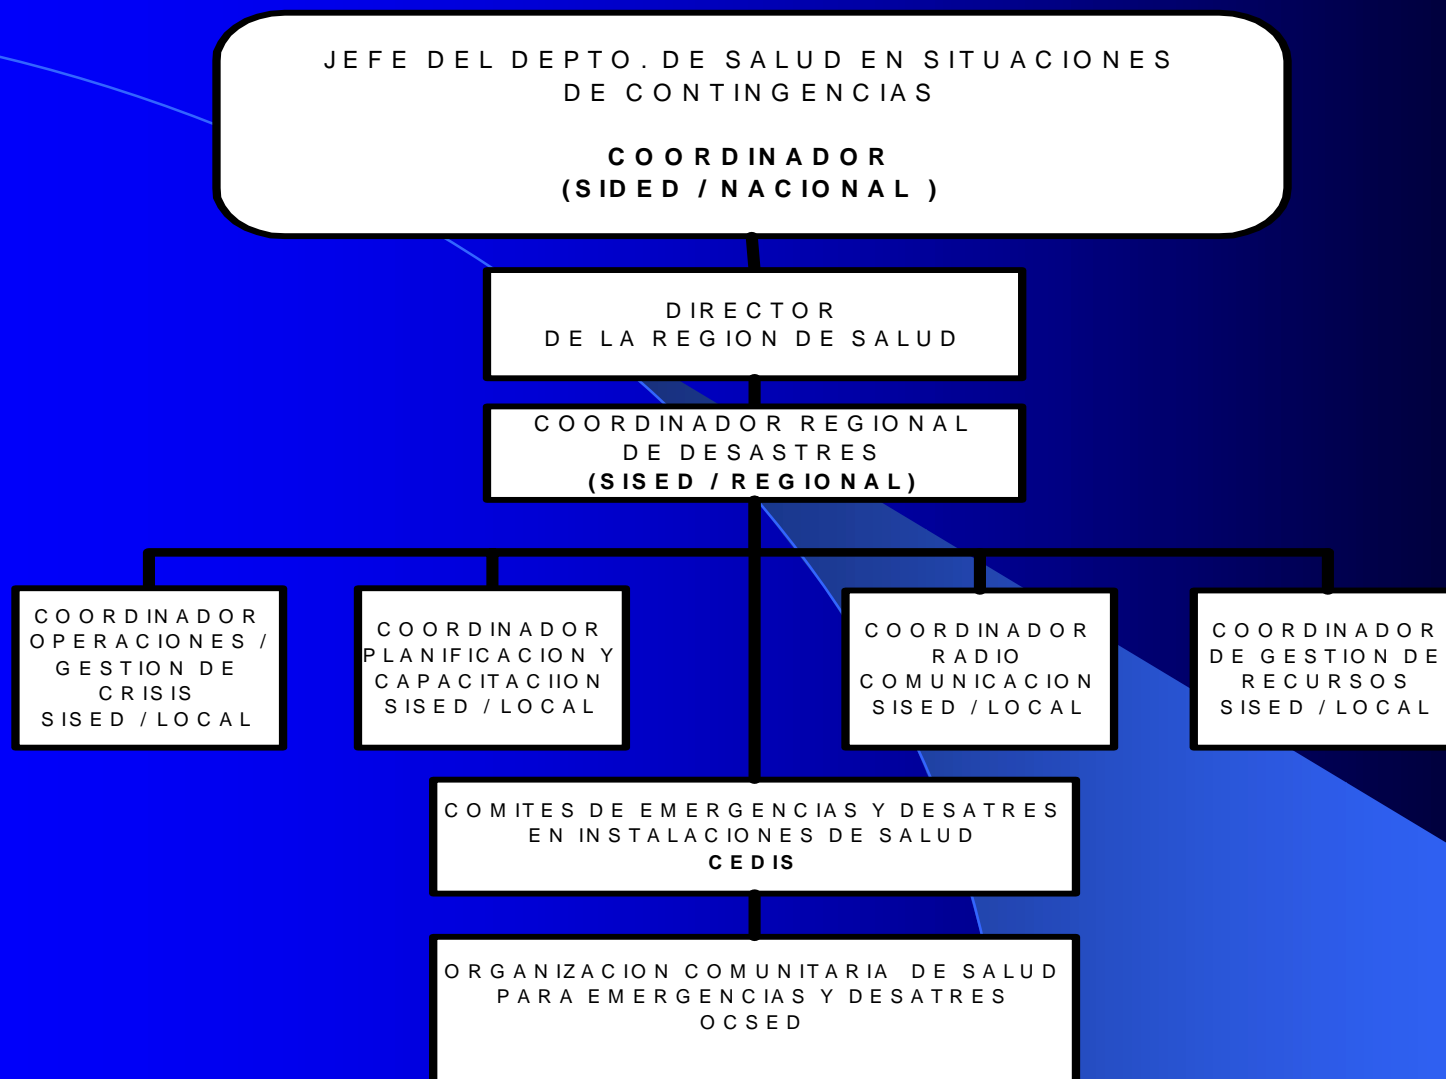 JEFE DEL DEPTO. DE SALUD EN SITUACIONES
DE CONTINGENCIAS
COORDINADOR
(SIDED / NACIONAL )
DIRECTOR
DE LA REGION DE SALUD
COORDINADOR REGIONAL
DE DESASTRES
(SISED / REGIONAL)
COORDINADOR
OPERACIONES /
GESTION DE
CRISIS
SISED / LOCAL
COORDINADOR
PLANIFICACION Y
CAPACITACIION
SISED / LOCAL
COORDINADOR
RADIO
COMUNICACION
SISED / LOCAL
COORDINADOR
DE GESTION DE
RECURSOS
SISED / LOCAL
COMITES DE EMERGENCIAS Y DESATRES
EN INSTALACIONES DE SALUD
CEDIS
ORGANIZACION COMUNITARIA DE SALUD
PARA EMERGENCIAS Y DESATRES
OCSED